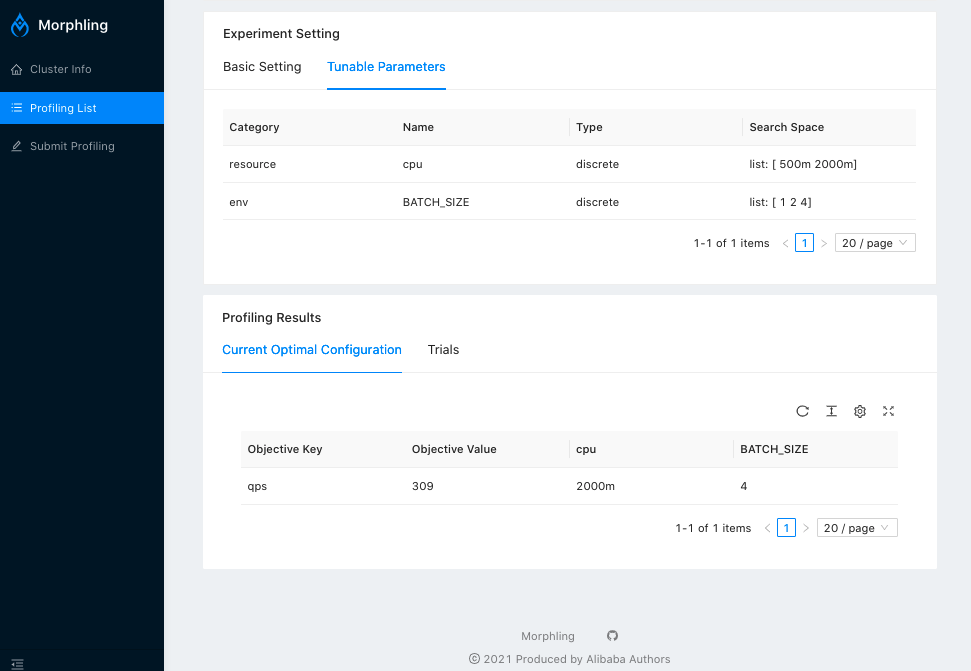 Morphling
Cluster Info
Profiling List
Submit Profiling
Experiment Setting
Basic Setting Tunable Parameters
Category Name Type Search Space
resource cpu discrete list: [ 500m 2000m]
env BATCH_SIZE discrete list: [ 1 2 4]
1-1 of 1 items < 1 > 20 / page
Profiling Results
Current Optimal Configuration Trials
Objective Key Objective Value cpu BATCH_SIZE
qps 309 2000m 4
1-1 of 1 items < 1 > 20 / page
Morphling
© 2021 Produced by Alibaba Authors